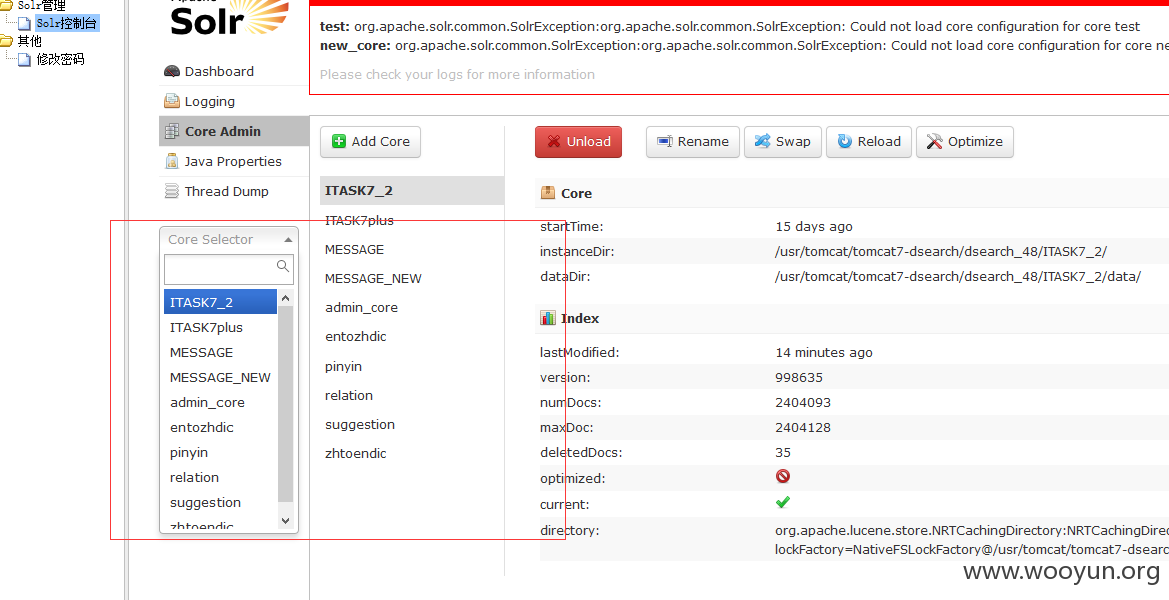 Solr管理
Solr控制台
其他
修改密码
Apache
Solr
Dashboard
Logging
Core Admin
Java Properties
Thread Dump
Core Selector
ITASK7_2
ITASK7plus
MESSAGE
MESSAGE_NEW
admin_core
entozhdic
pinyin
relation
suggestion
zhtoendic
test: org.apache.solr.common.SolrException:org.apache.solr.common.SolrException: Could not load core configuration for core test
new_core: org.apache.solr.common.SolrException:org.apache.solr.common.SolrException: Could not load core configuration for core ne
Please check your logs for more information
Add Core
ITASK7_2
ITASK7plus
MESSAGE
MESSAGE_NEW
admin_core
entozhdic
pinyin
relation
suggestion
zhtoendic
Unload Rename Swap Reload Optimize
Core
startTime: 15 days ago
instanceDir: /usr/tomcat/tomcat7-dsearch/dsearch_48/ITASK7_2/
dataDir: /usr/tomcat/tomcat7-dsearch/dsearch_48/ITASK7_2/data/
Index
lastModified: 14 minutes ago
version: 998635
numDocs: 2404093
maxDoc: 2404128
deletedDocs: 35
optimized:
current:
directory: org.apache.lucene.store.NRTCachingDirectory:NRTCachingDirec
lockFactory=NativeFSLockFactory@/usr/tomcat/tomcat7-dsearc
www.wooyun.org